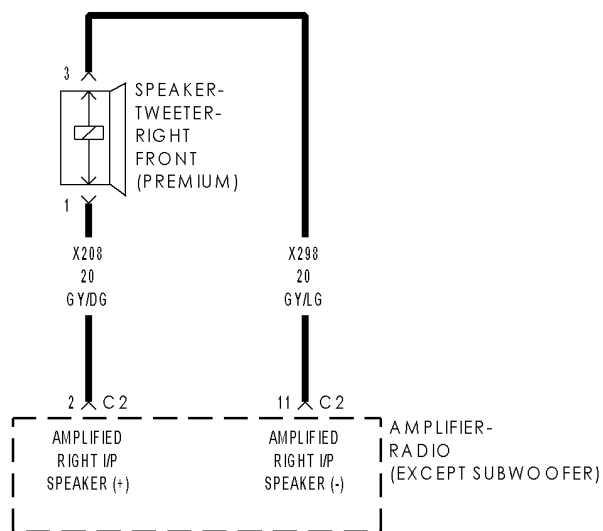 3
SPEAKER-
TWEETER-
RIGHT
FRONT
(PREMIUM)
1
X208
20
GY/DG
X298
20
GY/LG
2 C2
11 C2
AMPLIFIED
RIGHT I/P
SPEAKER (+)
AMPLIFIED
RIGHT I/P
SPEAKER (-)
AMPLIFIER-
RADIO
(EXCEPT SUBWOOFER)